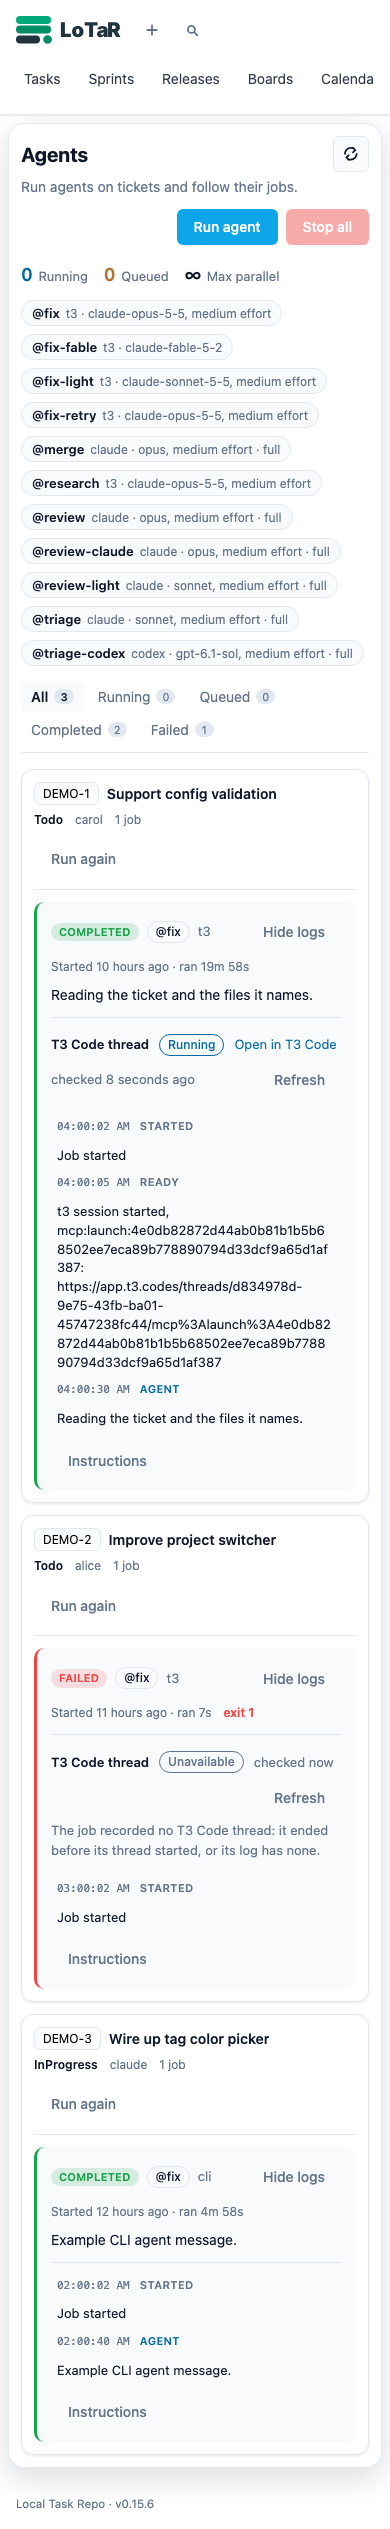 LoTaR
Tasks Sprints Releases Boards Calenda
Agents
Run agents on tickets and follow their jobs.
Run agent Stop all
0 Running 0 Queued ∞ Max parallel
@fix t3 · claude-opus-5-5, medium effort
@fix-fable t3 · claude-fable-5-2
@fix-light t3 · claude-sonnet-5-5, medium effort
@fix-retry t3 · claude-opus-5-5, medium effort
@merge claude · opus, medium effort · full
@research t3 · claude-opus-5-5, medium effort
@review claude · opus, medium effort · full
@review-claude claude · opus, medium effort · full
@review-light claude · sonnet, medium effort · full
@triage claude · sonnet, medium effort · full
@triage-codex codex · gpt-6.1-sol, medium effort · full
All 3 Running 0 Queued 0
Completed 2 Failed 1
DEMO-1 Support config validation
Todo carol 1 job
Run again
COMPLETED @fix t3 Hide logs
Started 10 hours ago · ran 19m 58s
Reading the ticket and the files it names.
T3 Code thread Running Open in T3 Code
checked 8 seconds ago Refresh
04:00:02 AM STARTED
Job started
04:00:05 AM READY
t3 session started,
mcp:launch:4e0db82872d44ab0b81b1b5b6
8502ee7eca89b778890794d33dcf9a65d1af
387:
https://app.t3.codes/threads/d834978d-
9e75-43fb-ba01-
45747238fc44/mcp%3Alaunch%3A4e0db82
872d44ab0b81b1b5b68502ee7eca89b7788
90794d33dcf9a65d1af387
04:00:30 AM AGENT
Reading the ticket and the files it names.
Instructions
DEMO-2 Improve project switcher
Todo alice 1 job
Run again
FAILED @fix t3 Hide logs
Started 11 hours ago · ran 7s exit 1
T3 Code thread Unavailable checked now
Refresh
The job recorded no T3 Code thread: it ended
before its thread started, or its log has none.
03:00:02 AM STARTED
Job started
Instructions
DEMO-3 Wire up tag color picker
InProgress claude 1 job
Run again
COMPLETED @fix cli Hide logs
Started 12 hours ago · ran 4m 58s
Example CLI agent message.
02:00:02 AM STARTED
Job started
02:00:40 AM AGENT
Example CLI agent message.
Instructions
Local Task Repo · v0.15.6